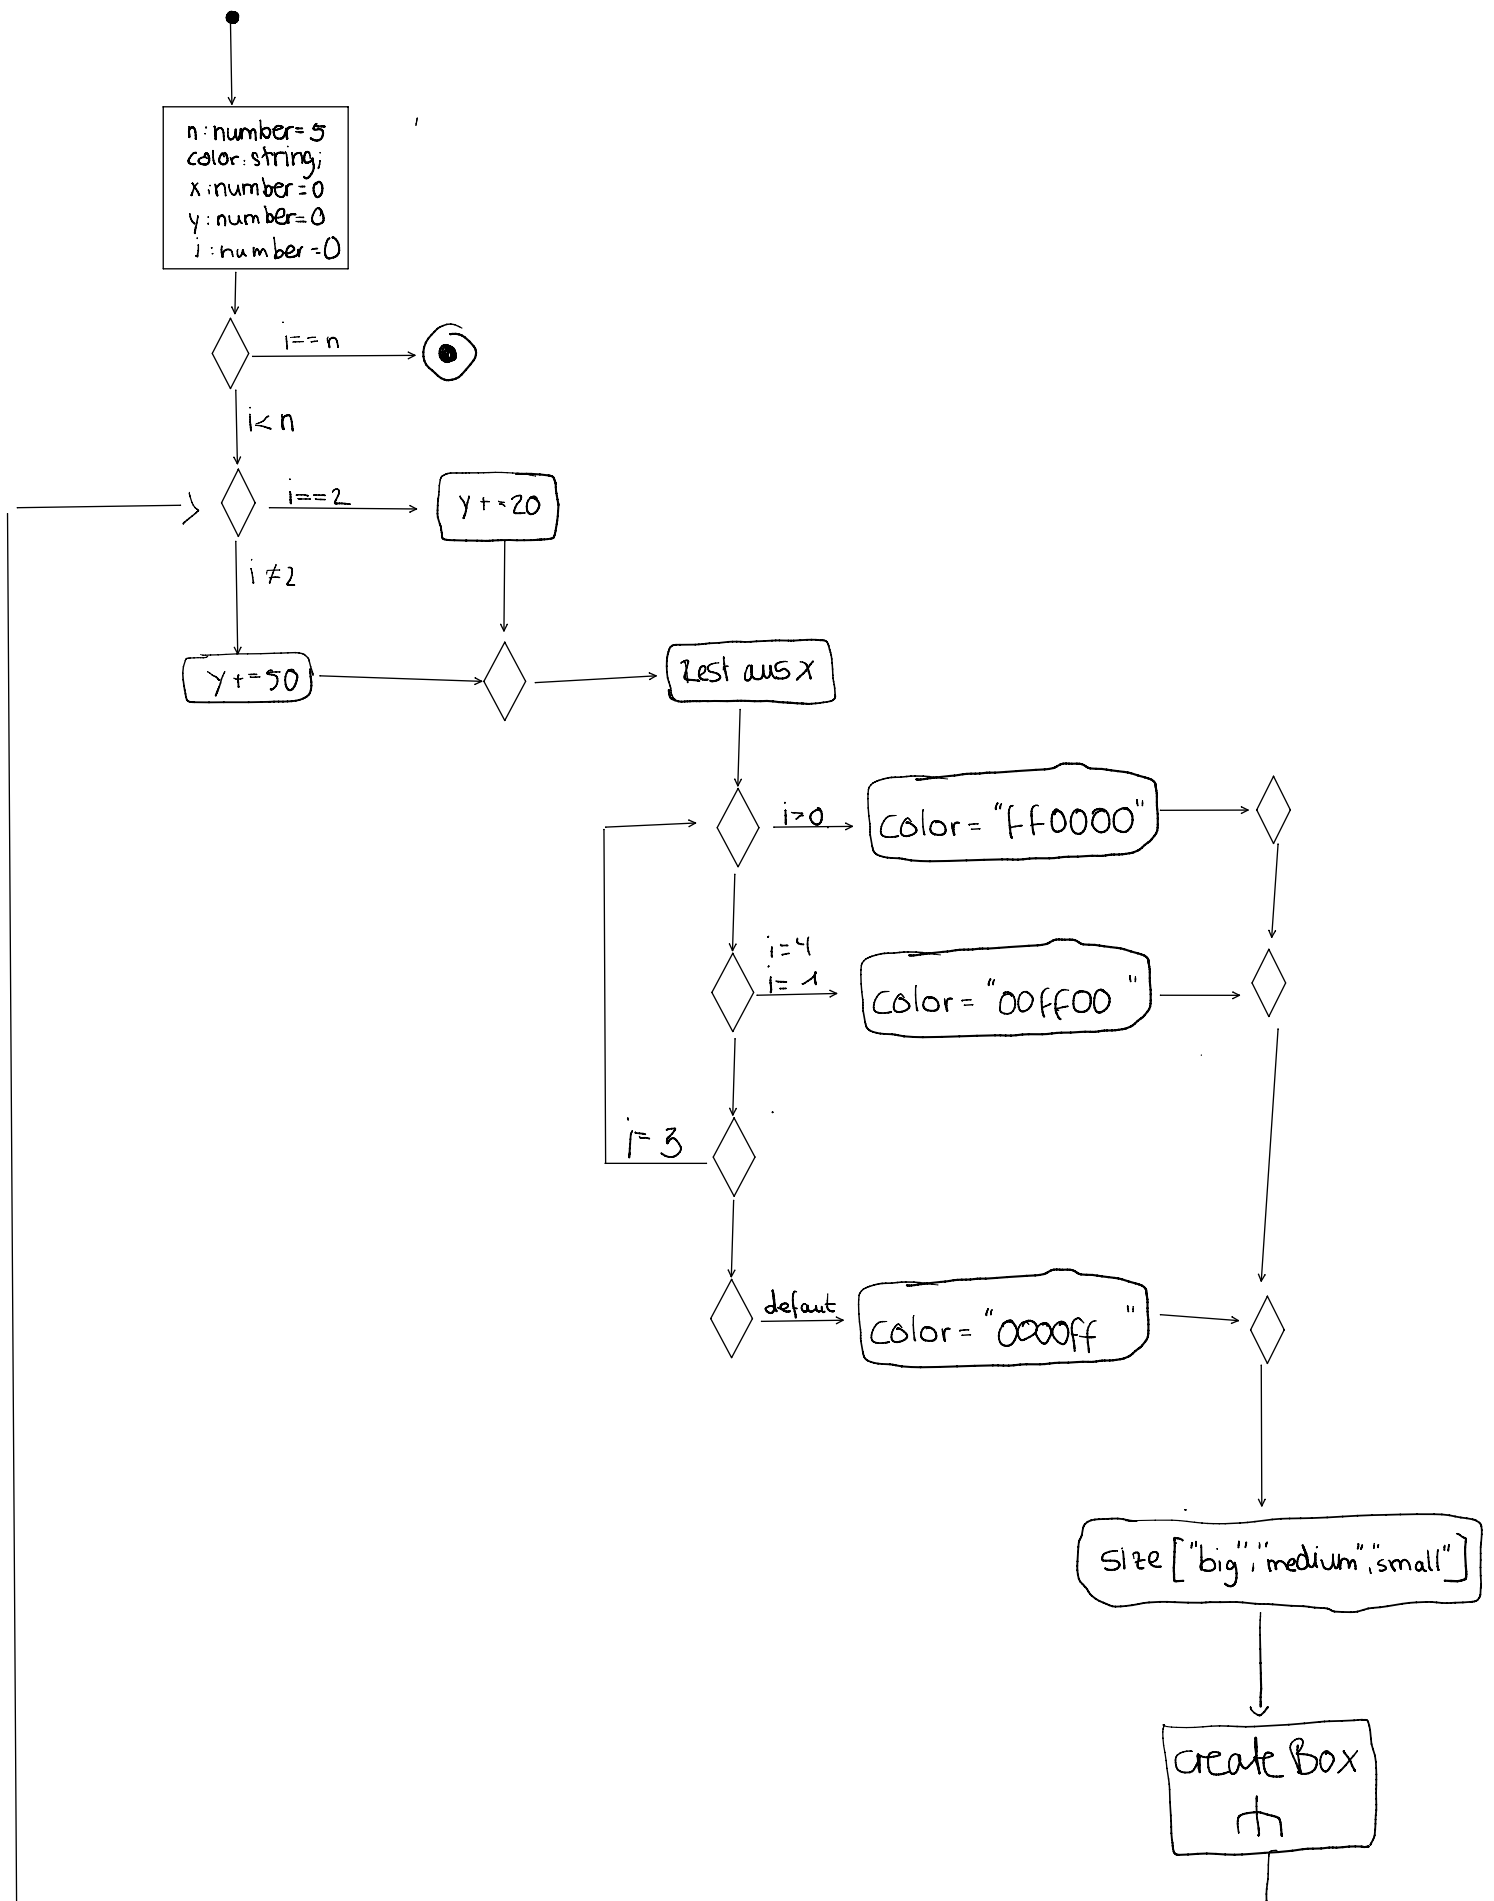 n:number=5
color:string;
x:number=0
y:number=0
i:number=0
i==n
i<n
i==2
y+=20
i≠2
y+=50
Rest aus x
i>0
color="ff0000"
i=4
i=1
color="00ff00"
i=3
defaut
color="0000ff"
size["big","medium","small"]
create Box